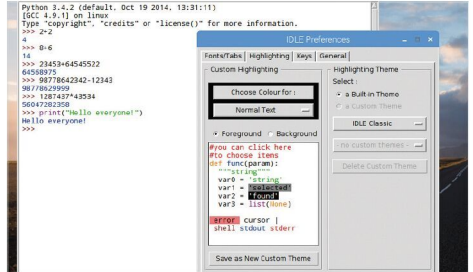 Python 3.4.2 (default, Oct 19 2014, 13:31:11)
[GCC 4.9.1] on linux
Type "copyright", "credits" or "license()" for more information.
>>> 2+2
4
>>> 8+6
14
>>> 23453+64545522
64568975
>>> 98778642342-12343
98778629999
>>> 1287437*43534
56047282358
>>> print("Hello everyone!")
Hello everyone!
>>>
IDLE Preferences
Fonts/Tabs Highlighting Keys General
Custom Highlighting
Choose Colour for :
Normal Text
Foreground Background
#you can click here
#to choose items
def func(param):
"""string"""
var0 = 'string'
var1 = 'selected'
var2 = 'found'
var3 = list(None)
error cursor |
shell stdout stderr
Save as New Custom Theme
Highlighting Theme
Select :
a Built-in Theme
a Custom Theme
IDLE Classic
- no custom themes -
Delete Custom Theme